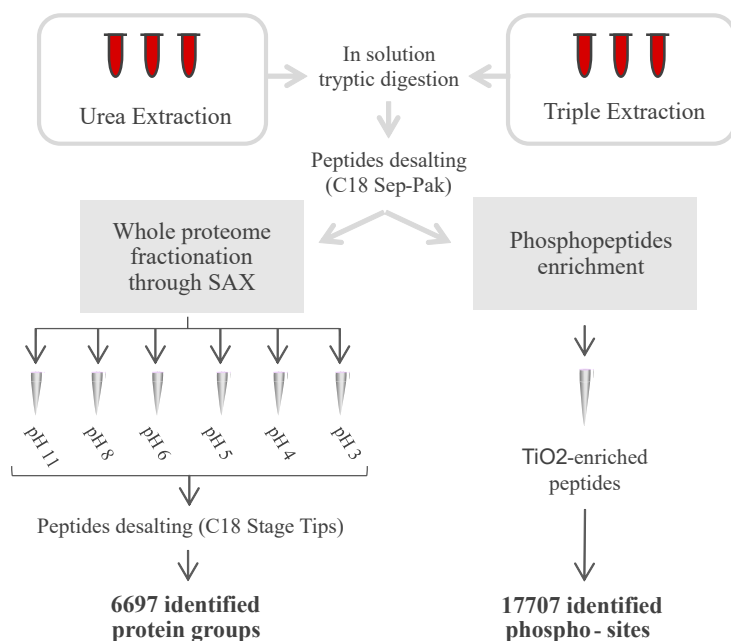 Urea Extraction
In solution
tryptic digestion
Triple Extraction
Peptides desalting
(C18 Sep-Pak)
Whole proteome
fractionation
through SAX
Phosphopeptides
enrichment
pH 11
pH 8
pH 6
pH 5
pH 4
pH 3
TiO2-enriched
peptides
Peptides desalting (C18 Stage Tips)
6697 identified
protein groups
17707 identified
phospho- sites